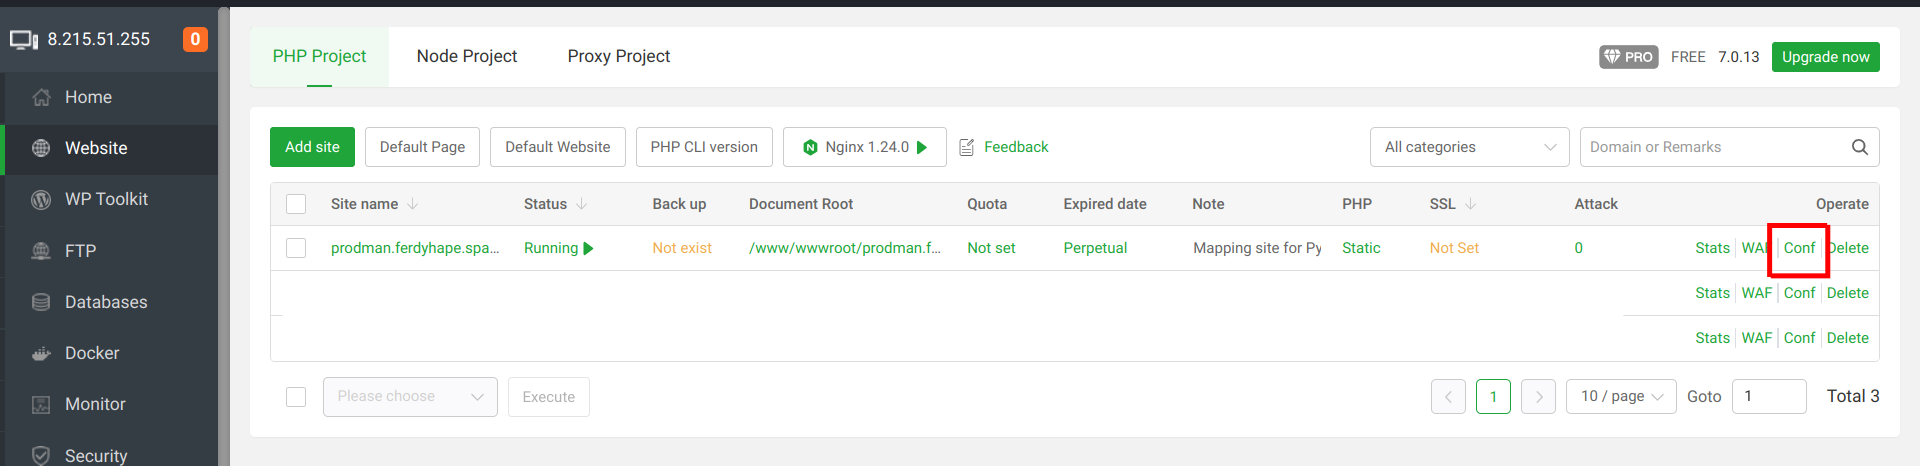 8.215.51.255 0
Home
Website
WP Toolkit
FTP
Databases
Docker
Monitor
Security
PHP Project Node Project Proxy Project
PRO FREE 7.0.13 Upgrade now
Add site Default Page Default Website PHP CLI version Nginx 1.24.0 Feedback All categories Domain or Remarks
Site name Status Back up Document Root Quota Expired date Note PHP SSL Attack Operate
prodman.ferdyhape.spa... Running Not exist /www/wwwroot/prodman.f... Not set Perpetual Mapping site for Py Static Not Set 0 Stats WAF Conf Delete
Stats WAF Conf Delete
Stats WAF Conf Delete
Please choose Execute 1 10 / page Goto 1 Total 3